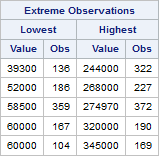 Extreme Observations
Lowest Highest
Value Obs Value Obs
39300 136 244000 322
52000 186 268000 227
58500 359 274970 372
60000 167 320000 190
60000 104 345000 169